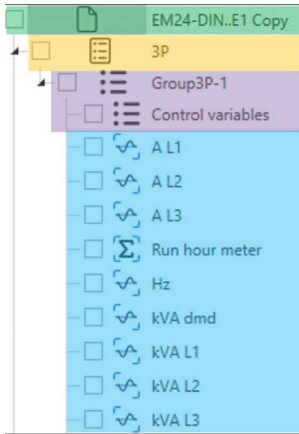 EM24-DIN..E1 Copy
3P
Group3P-1
Control variables
A L1
A L2
A L3
Run hour meter
Hz
kVA dmd
kVA L1
kVA L2
kVA L3